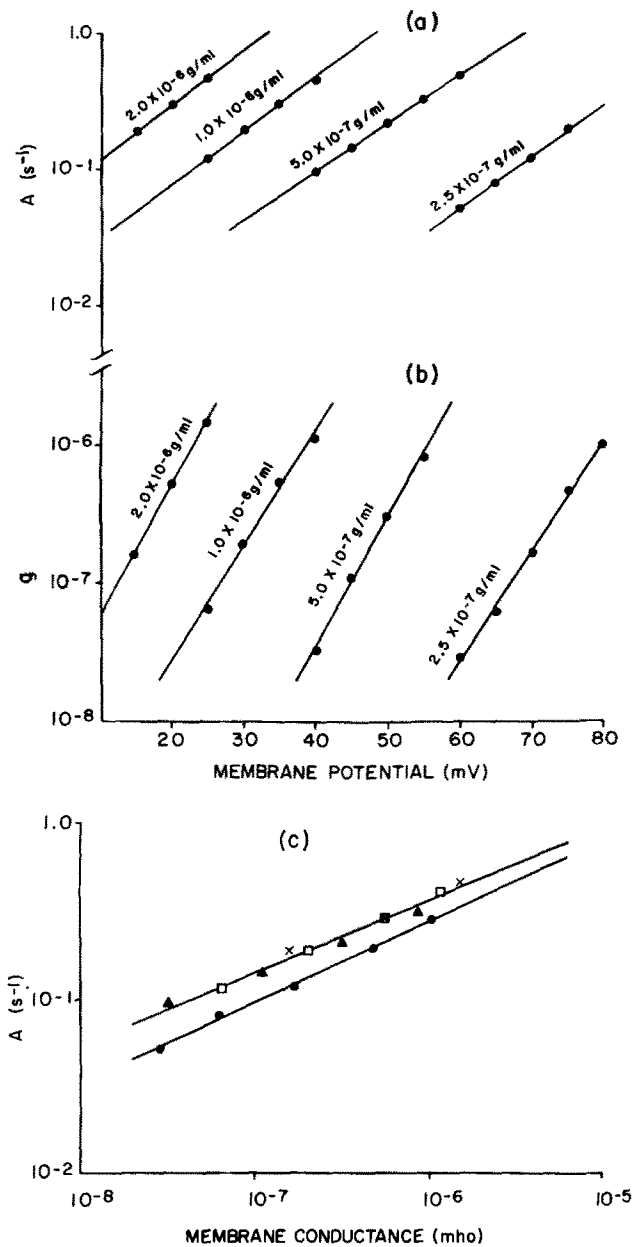 (a)
1.0
2.0 X 10⁻⁶ g/ml
1.0 X 10⁻⁶ g/ml
5.0 X 10⁻⁷ g/ml
2.5 X 10⁻⁷ g/ml
A (s⁻¹)
10⁻¹
10⁻²
(b)
10⁻⁶
2.0 X 10⁻⁶ g/ml
1.0 X 10⁻⁶ g/ml
5.0 X 10⁻⁷ g/ml
2.5 X 10⁻⁷ g/ml
g
10⁻⁷
10⁻⁸
20 30 40 50 60 70 80
MEMBRANE POTENTIAL (mV)
(c)
1.0
A (s⁻¹)
10⁻¹
10⁻²
10⁻⁸ 10⁻⁷ 10⁻⁶ 10⁻⁵
MEMBRANE CONDUCTANCE (mho)